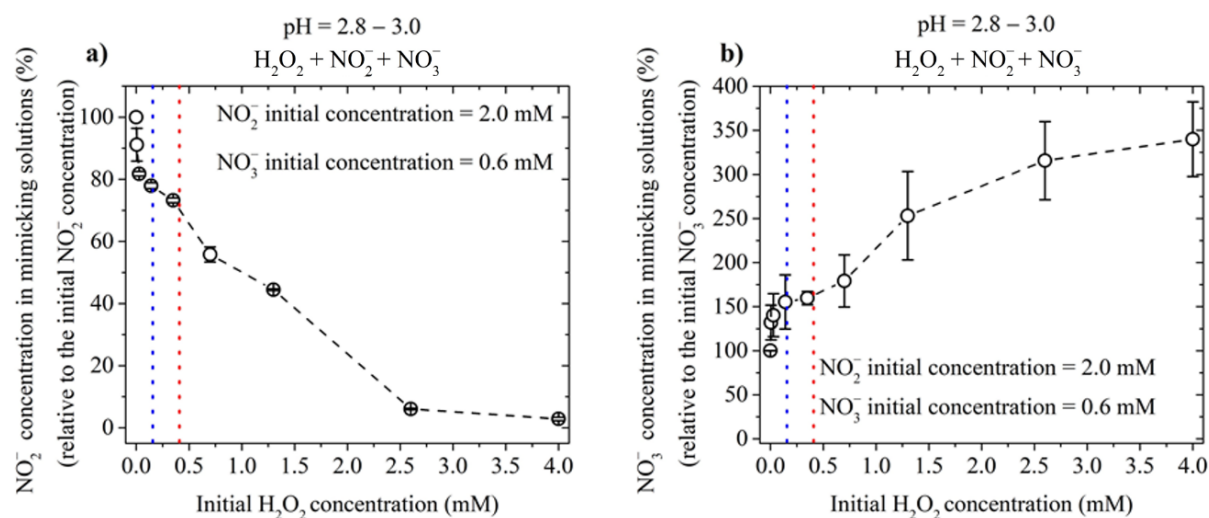 pH = 2.8 – 3.0
a)
H₂O₂ + NO₂⁻ + NO₃⁻
NO₂⁻ concentration in mimicking solutions (%)
(relative to the initial NO₂⁻ concentration)
100
80
60
40
20
0
NO₂⁻ initial concentration = 2.0 mM
NO₃⁻ initial concentration = 0.6 mM
0.0 0.5 1.0 1.5 2.0 2.5 3.0 3.5 4.0
Initial H₂O₂ concentration (mM)
pH = 2.8 – 3.0
b)
H₂O₂ + NO₂⁻ + NO₃⁻
NO₃⁻ concentration in mimicking solutions (%)
(relative to the initial NO₃⁻ concentration)
400
350
300
250
200
150
100
50
0
NO₂⁻ initial concentration = 2.0 mM
NO₃⁻ initial concentration = 0.6 mM
0.0 0.5 1.0 1.5 2.0 2.5 3.0 3.5 4.0
Initial H₂O₂ concentration (mM)